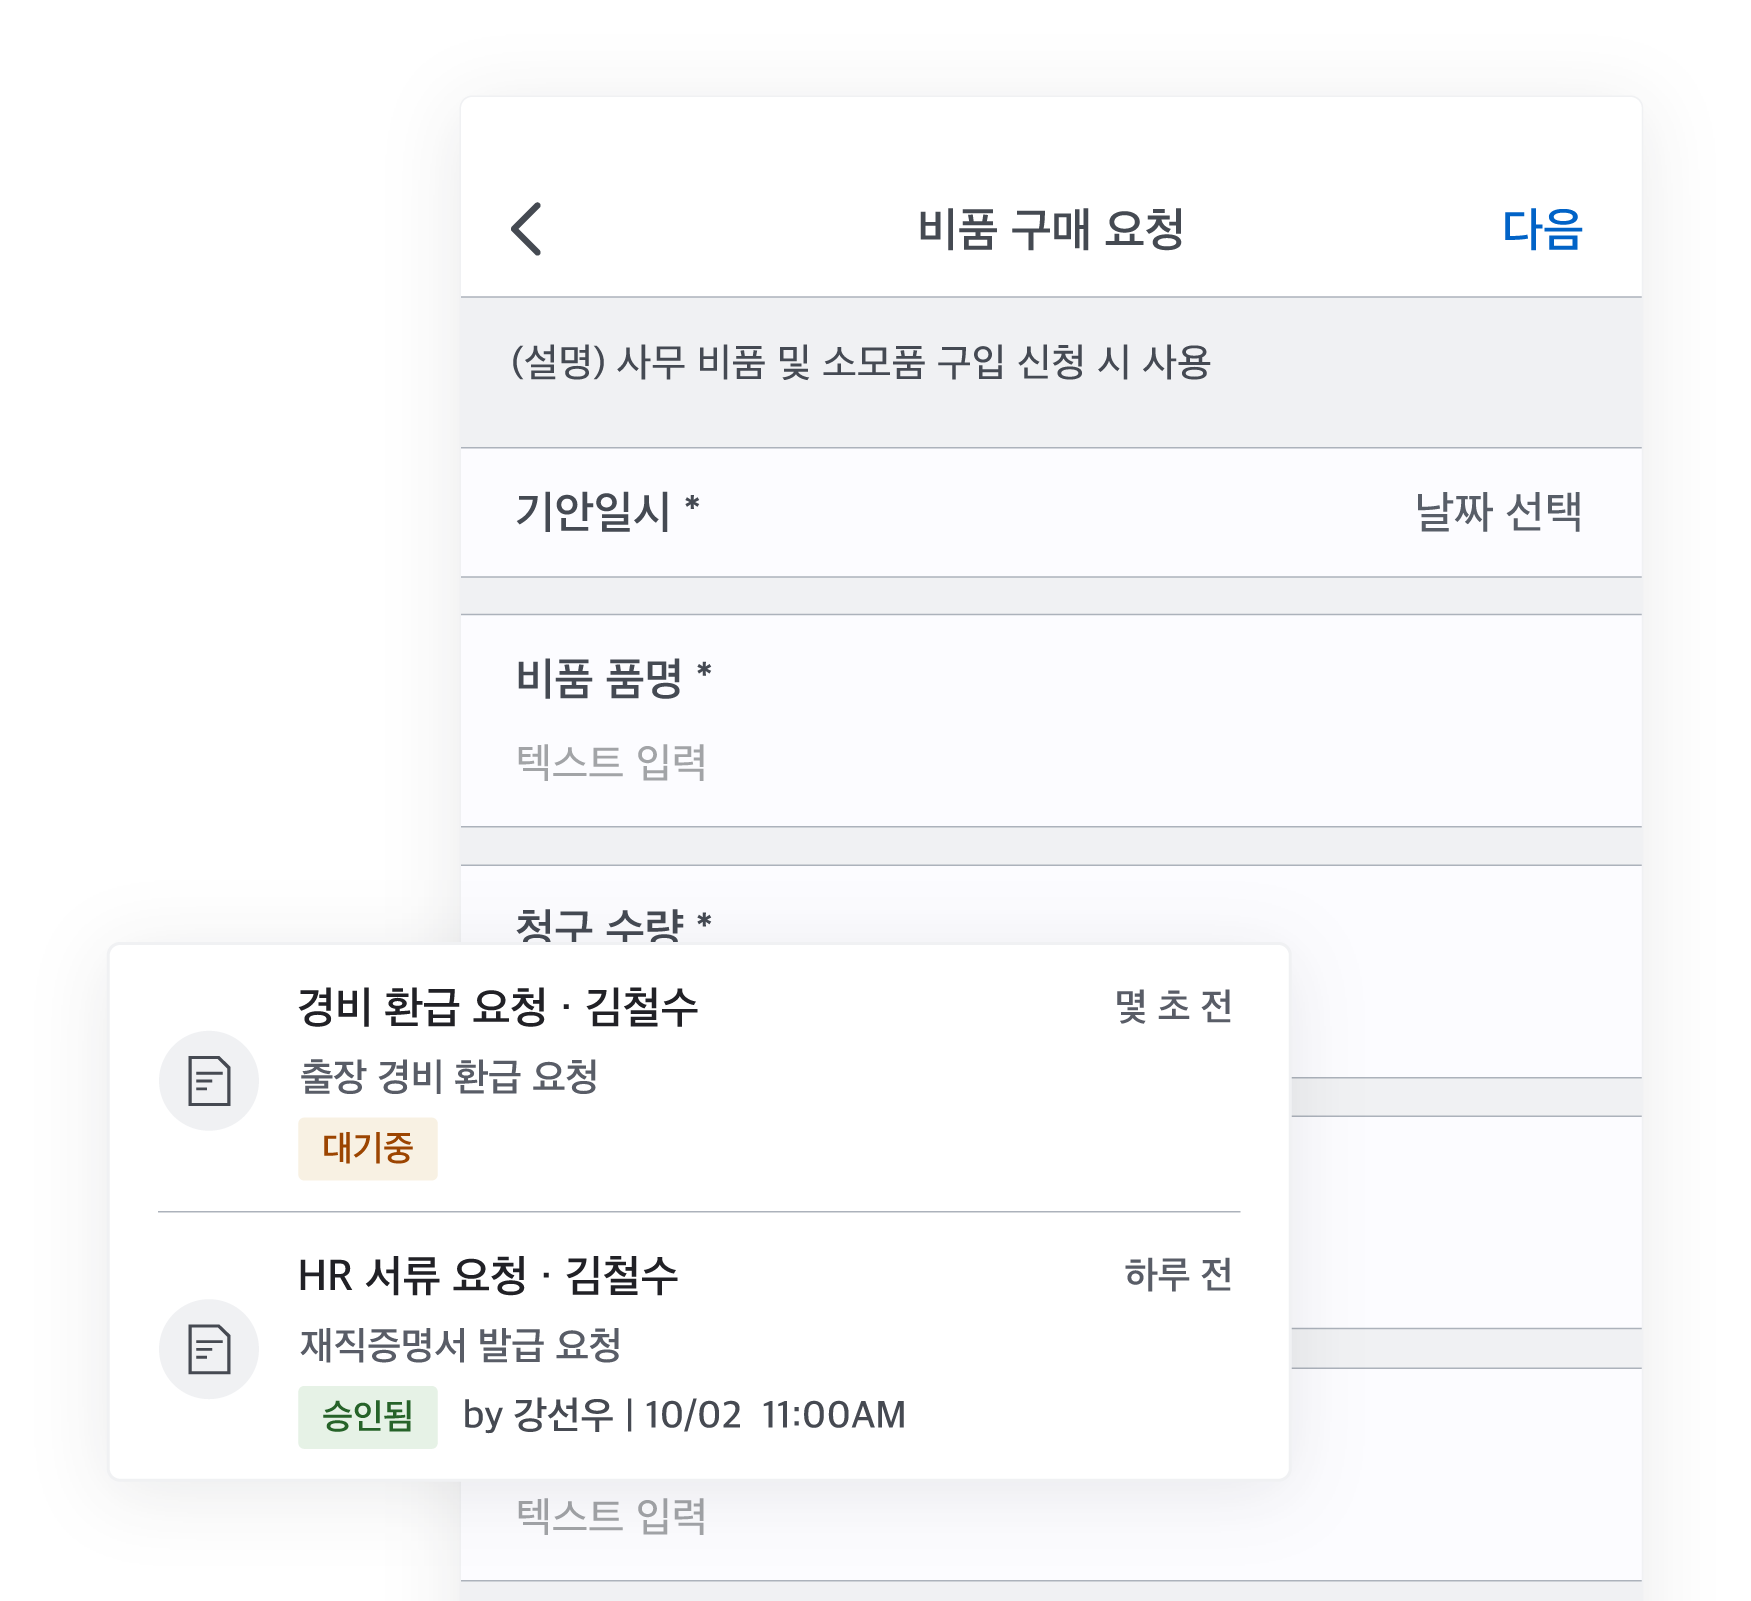 비품 구매 요청
다음
(설명) 사무 비품 및 소모품 구입 신청 시 사용
기안일시 *
날짜 선택
비품 품명 *
텍스트 입력
청구 수량 *
경비 환급 요청 · 김철수
몇 초 전
출장 경비 환급 요청
대기중
HR 서류 요청 · 김철수
하루 전
재직증명서 발급 요청
승인됨 by 강선우 | 10/02 11:00AM
텍스트 입력